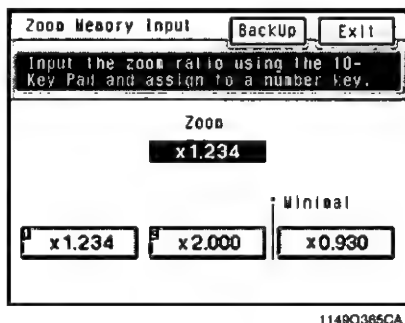 Zoom Memory Input BackUp Exit
Input the zoom ratio using the 10-
Key Pad and assign to a number key.
Zoom
x1.234
Minimal
x1.234 x2.000 x0.930
1149O365CA